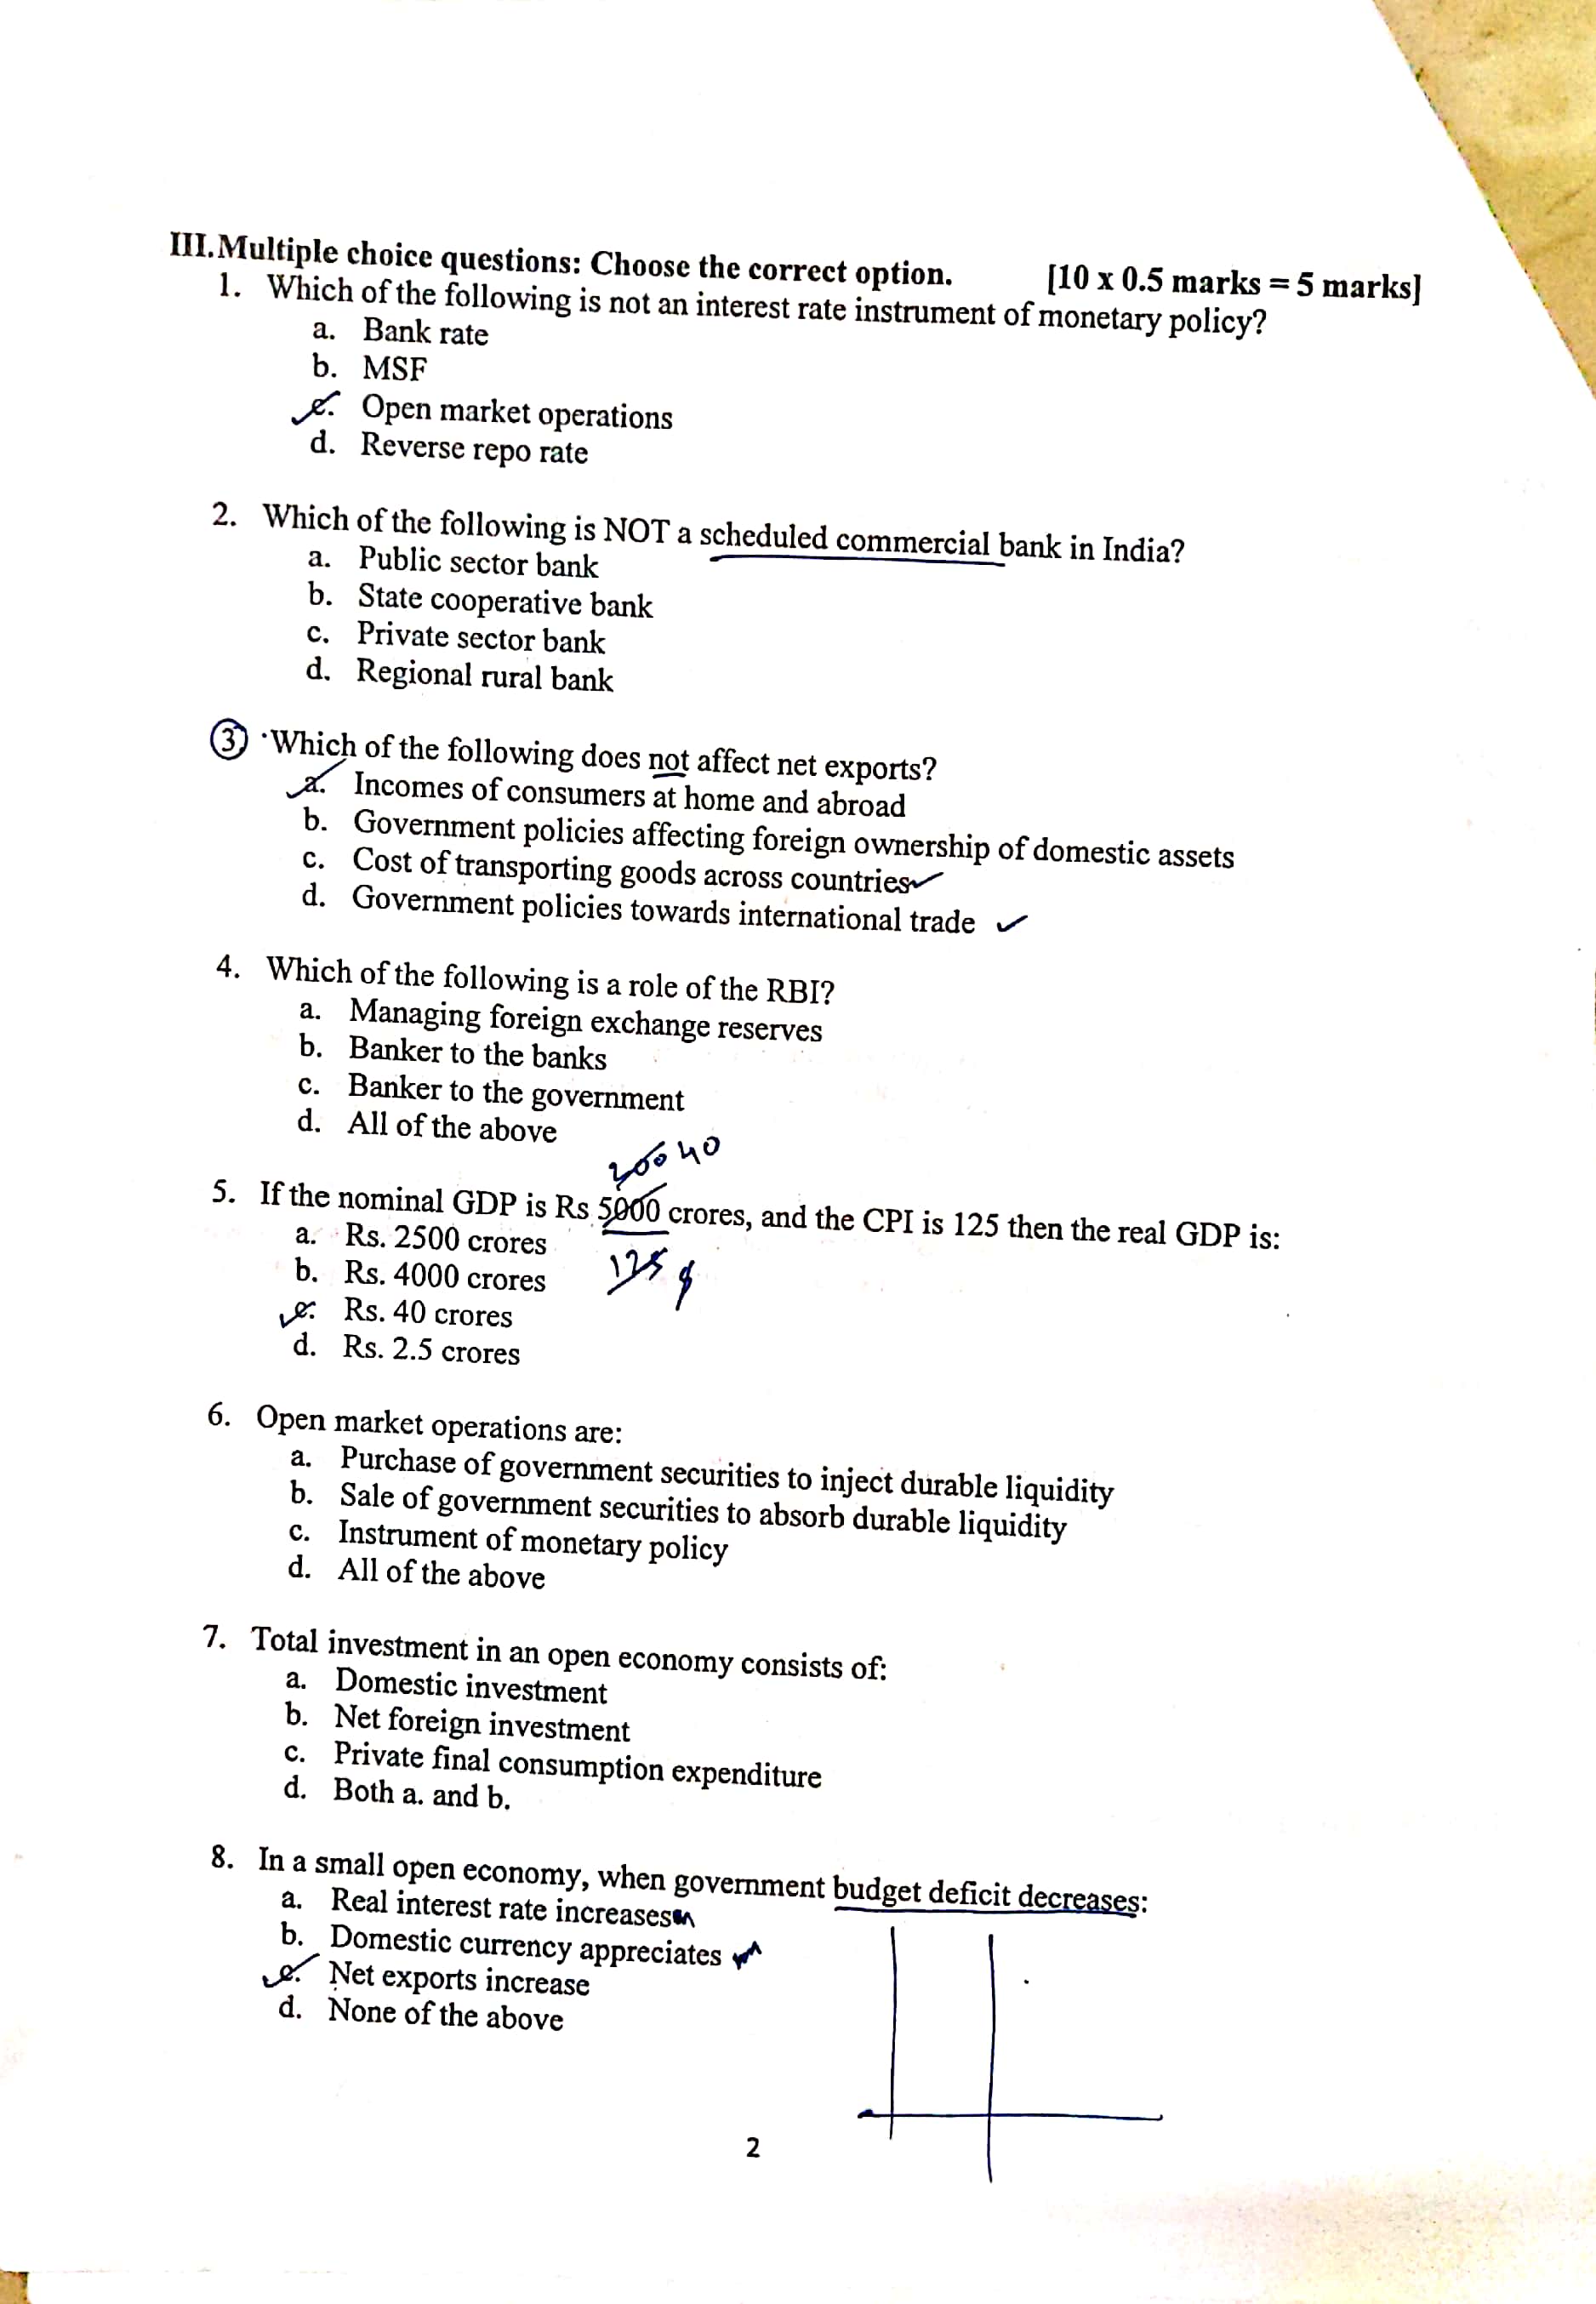 III. Multiple choice questions: Choose the correct option. [10 x 0.5 marks = 5 marks]
1. Which of the following is not an interest rate instrument of monetary policy?
a. Bank rate
b. MSF
c. Open market operations
d. Reverse repo rate
2. Which of the following is NOT a scheduled commercial bank in India?
a. Public sector bank
b. State cooperative bank
c. Private sector bank
d. Regional rural bank
3. Which of the following does not affect net exports?
a. Incomes of consumers at home and abroad
b. Government policies affecting foreign ownership of domestic assets
c. Cost of transporting goods across countries
d. Government policies towards international trade
4. Which of the following is a role of the RBI?
a. Managing foreign exchange reserves
b. Banker to the banks
c. Banker to the government
d. All of the above
200 40
5. If the nominal GDP is Rs 5000 crores, and the CPI is 125 then the real GDP is:
a. Rs. 2500 crores
125
b. Rs. 4000 crores
c. Rs. 40 crores
d. Rs. 2.5 crores
6. Open market operations are:
a. Purchase of government securities to inject durable liquidity
b. Sale of government securities to absorb durable liquidity
c. Instrument of monetary policy
d. All of the above
7. Total investment in an open economy consists of:
a. Domestic investment
b. Net foreign investment
c. Private final consumption expenditure
d. Both a. and b.
8. In a small open economy, when government budget deficit decreases:
a. Real interest rate increases
b. Domestic currency appreciates
c. Net exports increase
d. None of the above
2